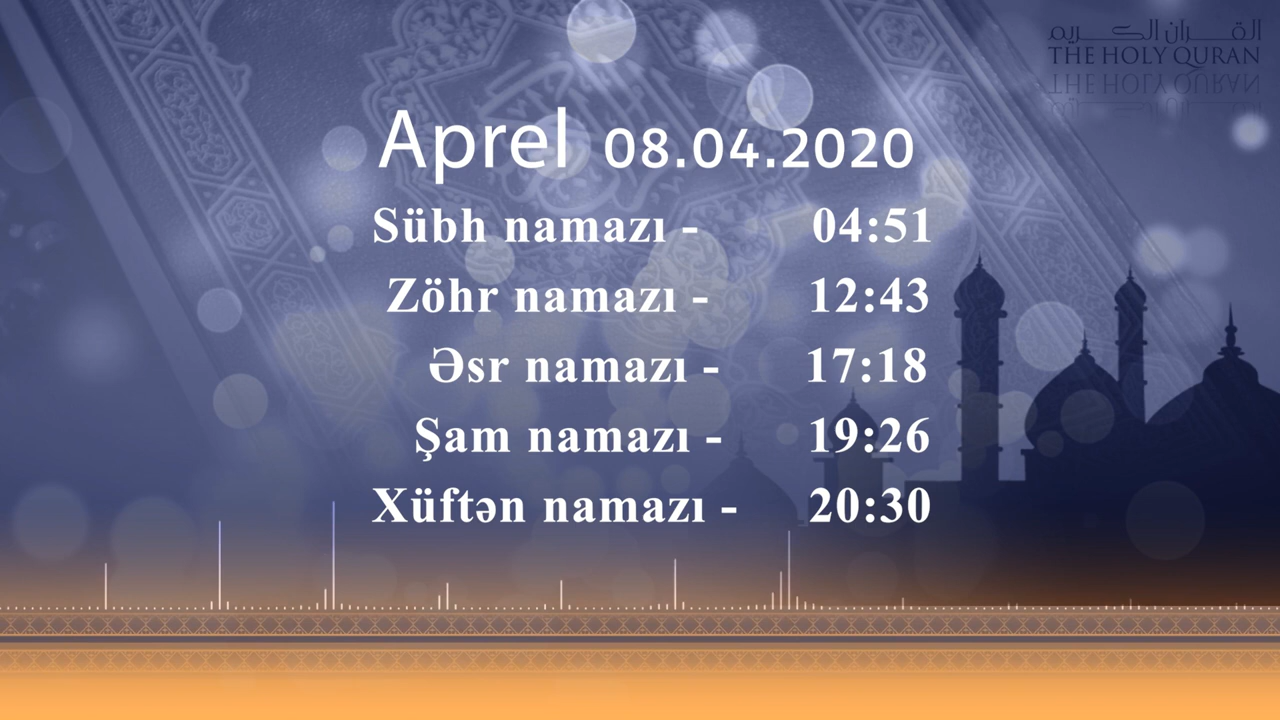 القرآن الكريم
THE HOLY QURAN
Aprel 08.04.2020
Sübh namazı - 04:51
Zöhr namazı - 12:43
Əsr namazı - 17:18
Şam namazı - 19:26
Xüftən namazı - 20:30